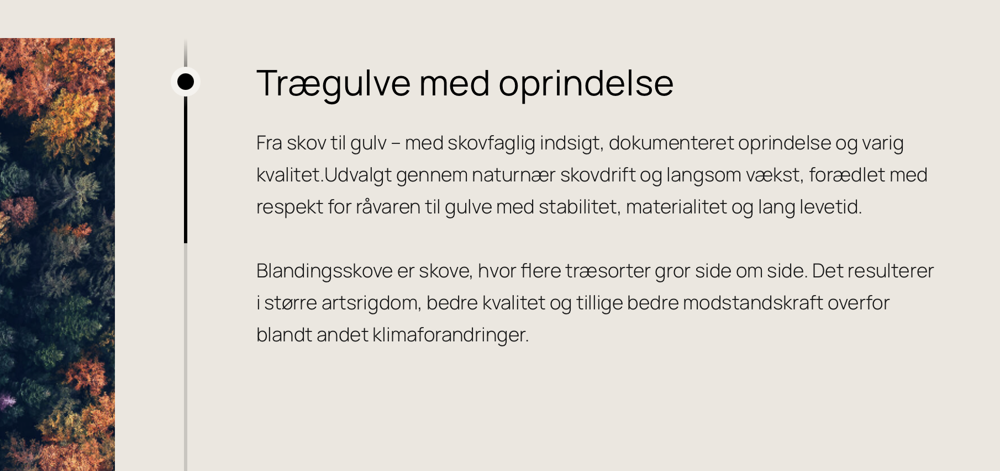 Trægulve med oprindelse
Fra skov til gulv – med skovfaglig indsigt, dokumenteret oprindelse og varig
kvalitet.Udvalgt gennem naturnær skovdrift og langsom vækst, forædlet med
respekt for råvaren til gulve med stabilitet, materialitet og lang levetid.
Blandingsskove er skove, hvor flere træsorter gror side om side. Det resulterer
i større artsrigdom, bedre kvalitet og tillige bedre modstandskraft overfor
blandt andet klimaforandringer.